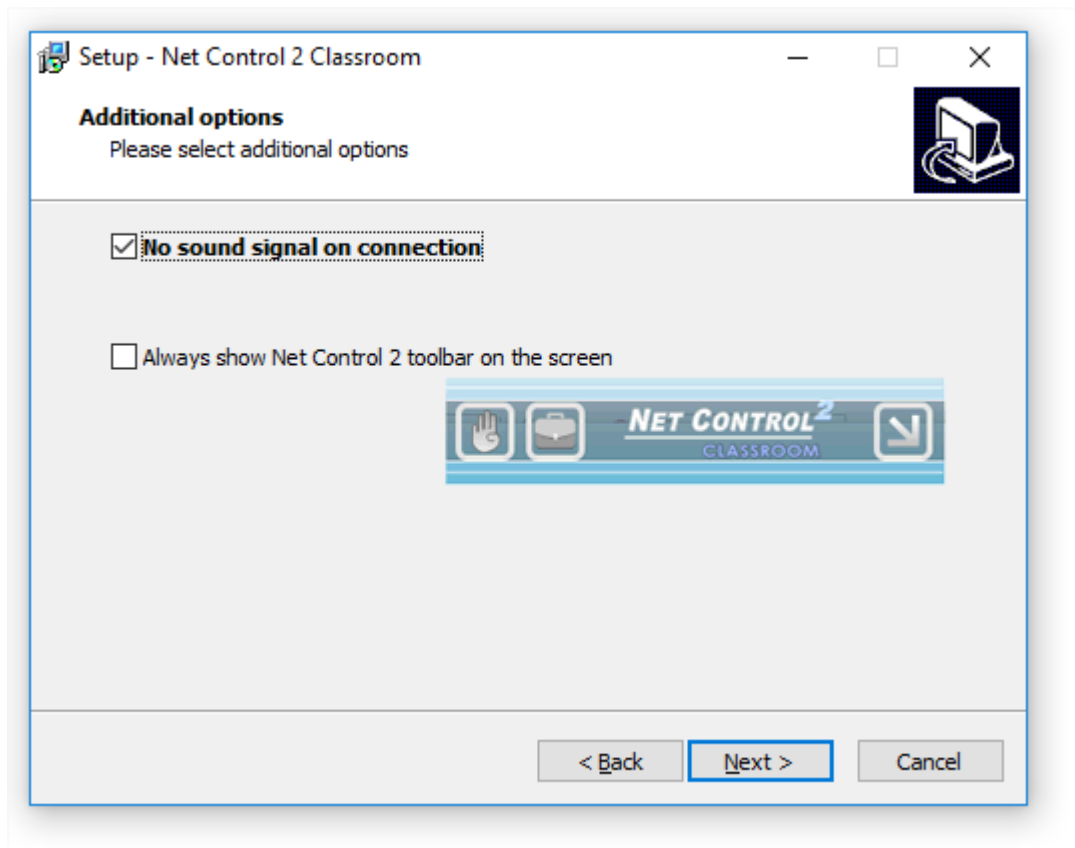 Setup - Net Control 2 Classroom
Additional options
Please select additional options
No sound signal on connection
Always show Net Control 2 toolbar on the screen
NET CONTROL 2
CLASSROOM
< Back Next > Cancel